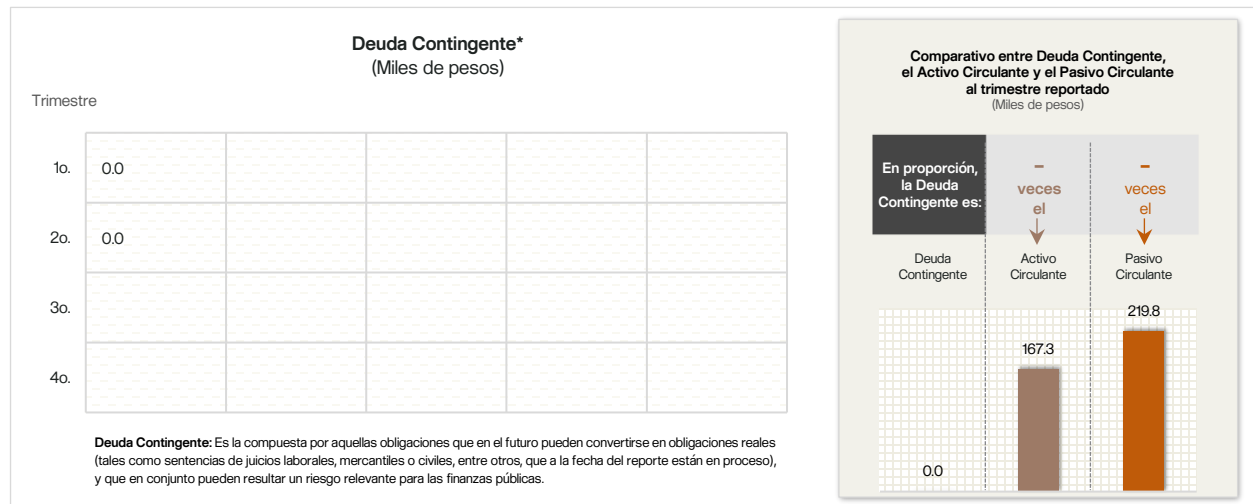 Deuda Contingente*
(Miles de pesos)
Trimestre
1o.
0.0
2o.
0.0
3o.
4o.
Deuda Contingente: Es la compuesta por aquellas obligaciones que en el futuro pueden convertirse en obligaciones reales
(tales como sentencias de juicios laborales, mercantiles o civiles, entre otros, que a la fecha del reporte están en proceso),
y que en conjunto pueden resultar un riesgo relevante para las finanzas públicas.
Comparativo entre Deuda Contingente,
el Activo Circulante y el Pasivo Circulante
al trimestre reportado
(Miles de pesos)
En proporción,
la Deuda
Contingente es:
–
veces
el
–
veces
el
Deuda
Contingente
Activo
Circulante
Pasivo
Circulante
0.0
167.3
219.8